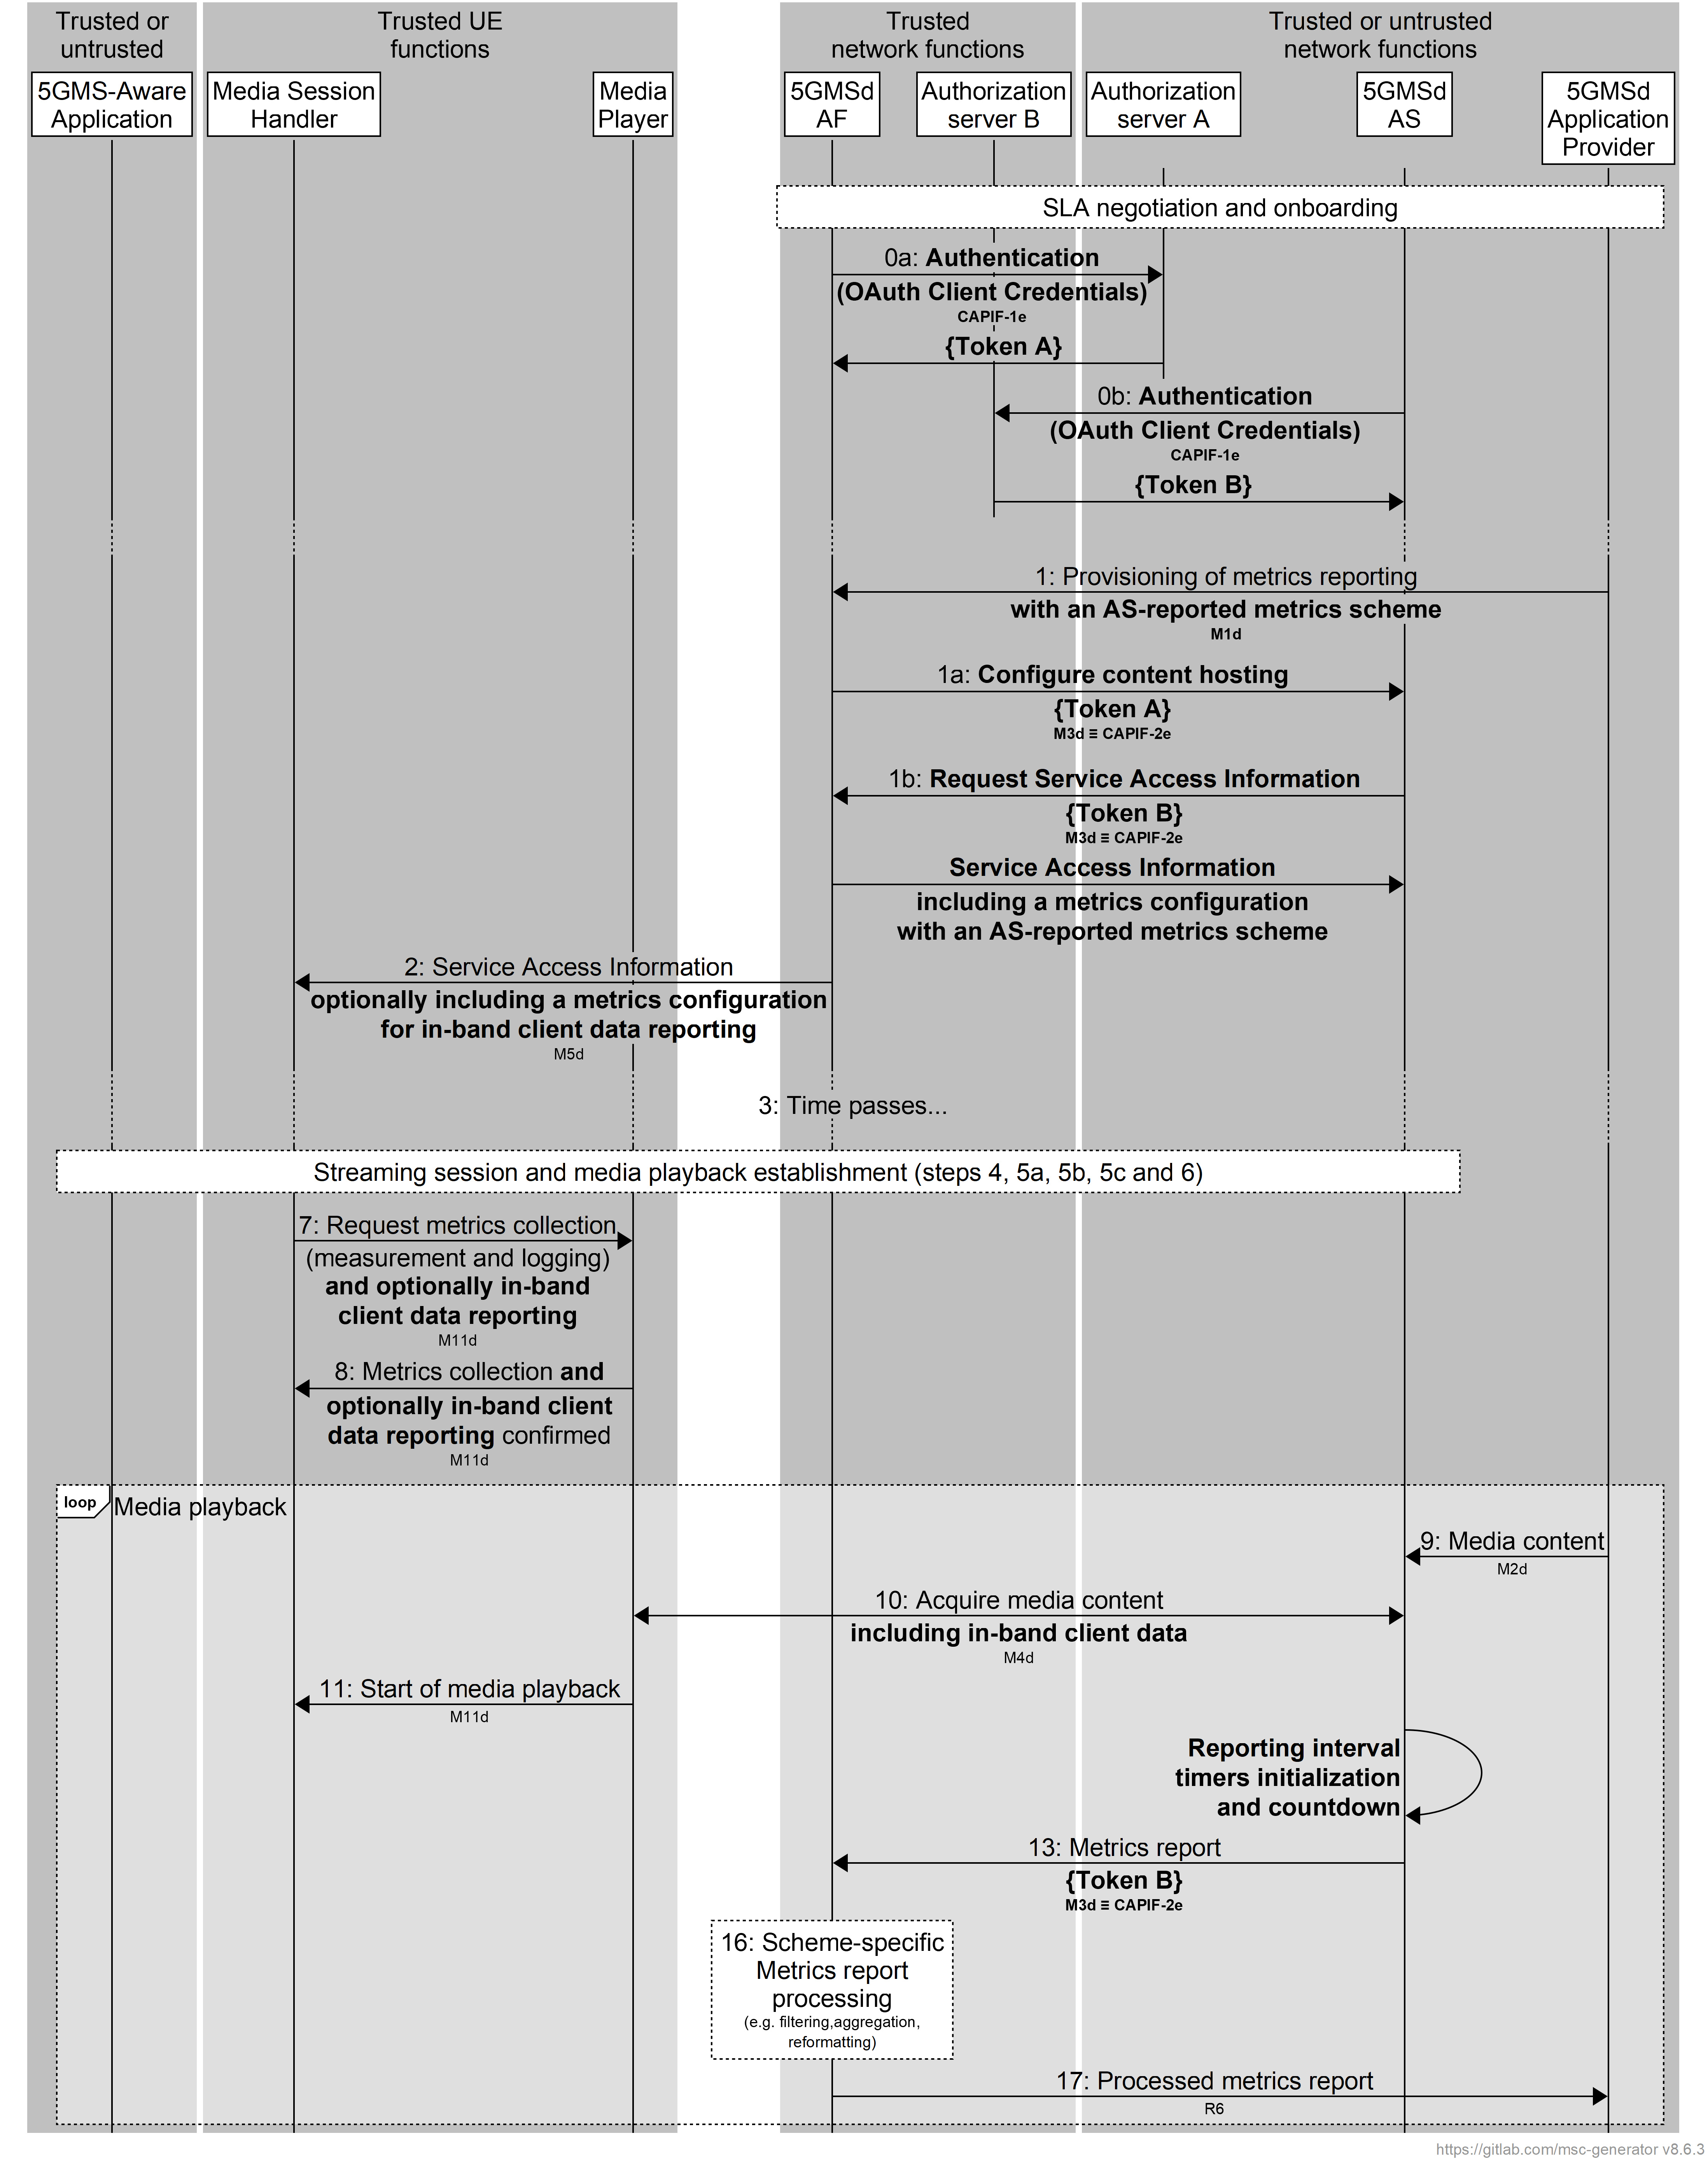 Trusted or
untrusted
Trusted UE
functions
Trusted
network functions
Trusted or untrusted
network functions
5GMS-Aware
Application
Media Session
Handler
Media
Player
5GMSd
AF
Authorization
server B
Authorization
server A
5GMSd
AS
5GMSd
Application
Provider
SLA negotiation and onboarding
0a: Authentication
(OAuth Client Credentials)
CAPIF-1e
{Token A}
0b: Authentication
(OAuth Client Credentials)
CAPIF-1e
{Token B}
1: Provisioning of metrics reporting
with an AS-reported metrics scheme
M1d
1a: Configure content hosting
{Token A}
M3d ≡ CAPIF-2e
1b: Request Service Access Information
{Token B}
M3d ≡ CAPIF-2e
Service Access Information
including a metrics configuration
with an AS-reported metrics scheme
2: Service Access Information
optionally including a metrics configuration
for in-band client data reporting
M5d
3: Time passes...
Streaming session and media playback establishment (steps 4, 5a, 5b, 5c and 6)
7: Request metrics collection
(measurement and logging)
and optionally in-band
client data reporting
M11d
8: Metrics collection and
optionally in-band client
data reporting confirmed
M11d
loop
Media playback
9: Media content
M2d
10: Acquire media content
including in-band client data
M4d
11: Start of media playback
M11d
Reporting interval
timers initialization
and countdown
13: Metrics report
{Token B}
M3d ≡ CAPIF-2e
16: Scheme-specific
Metrics report
processing
(e.g. filtering,aggregation,
reformatting)
17: Processed metrics report
R6
https://gitlab.com/msc-generator v8.6.3